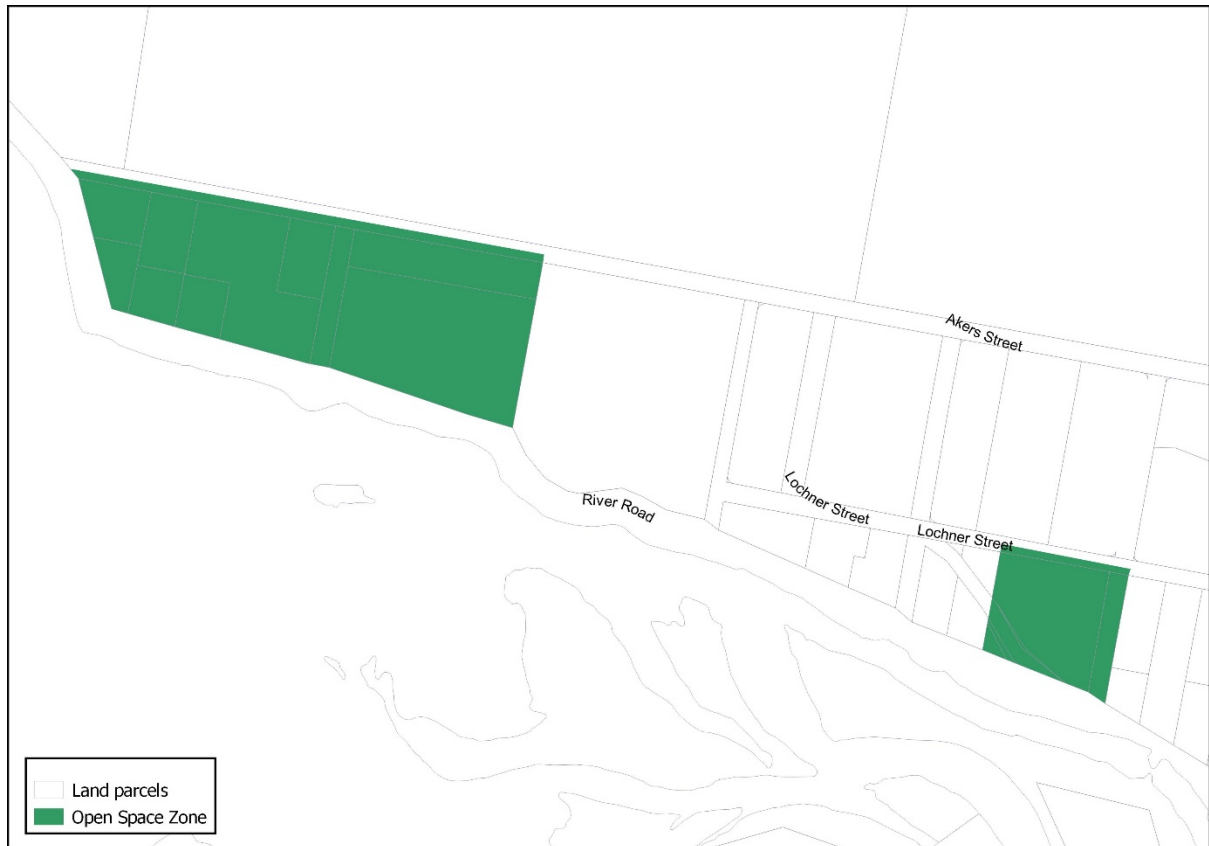 Akers Street
Lochner Street
River Road
Lochner Street
Land parcels
Open Space Zone